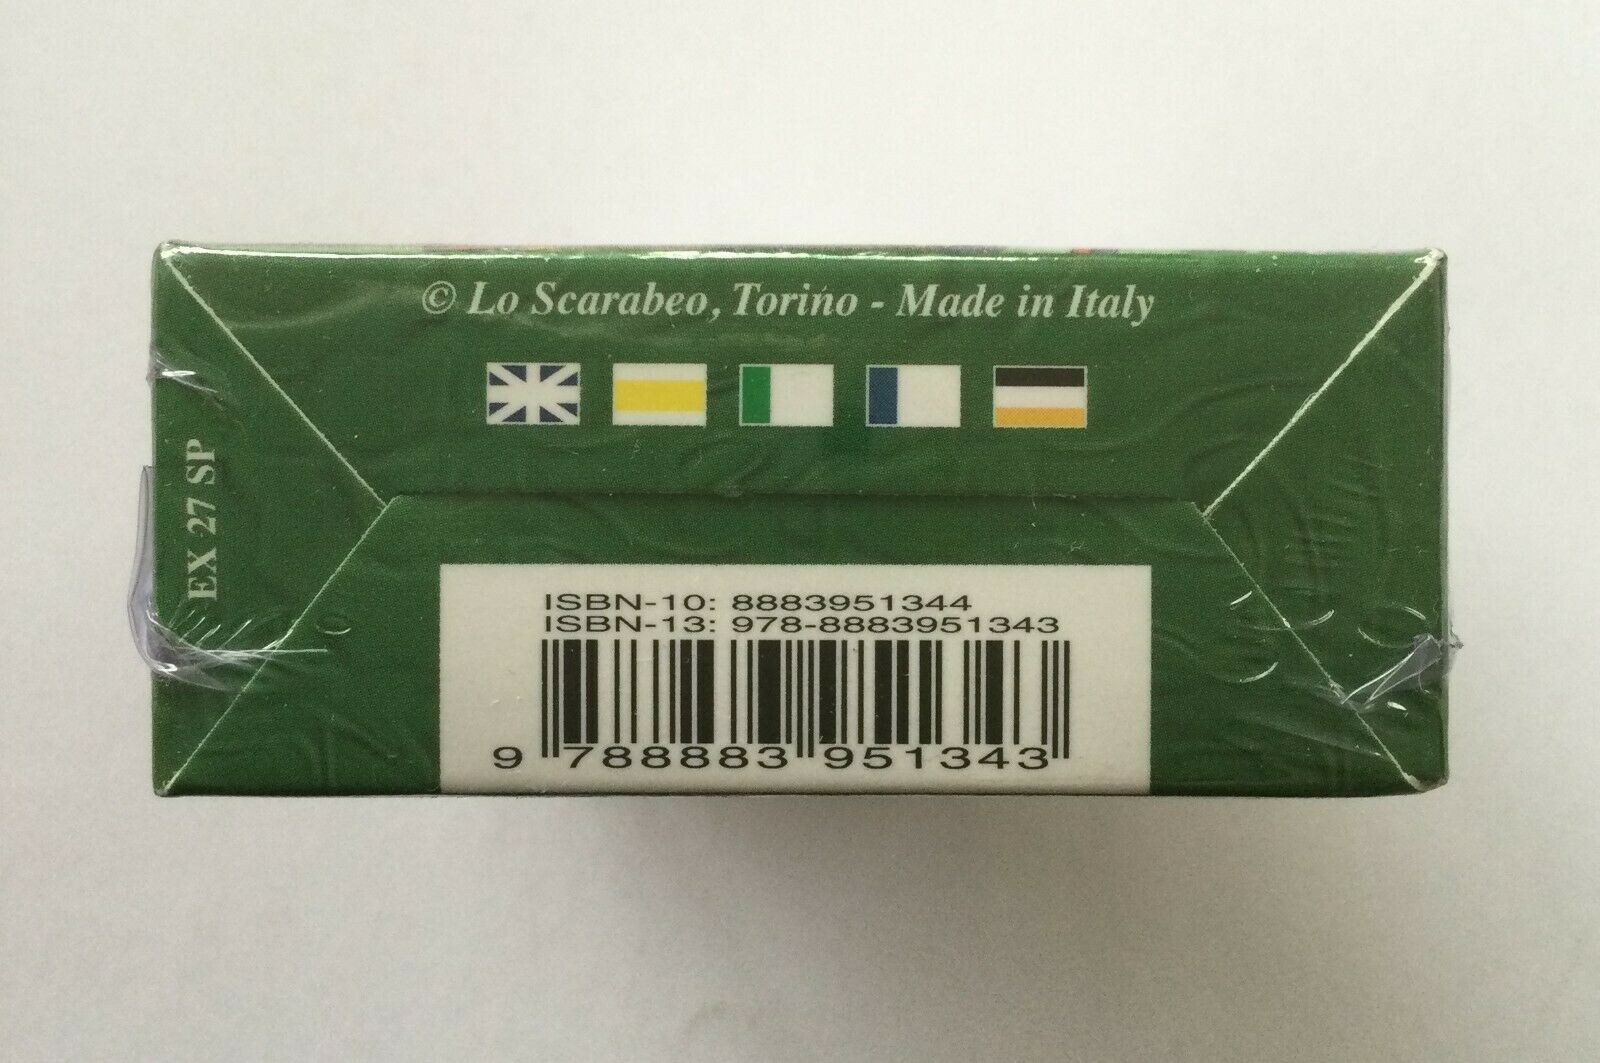 © Lo Scarabeo, Torino - Made in Italy
EX 27 SP
ISBN-10: 8883951344
ISBN-13: 978-8883951343
9 788883 951343